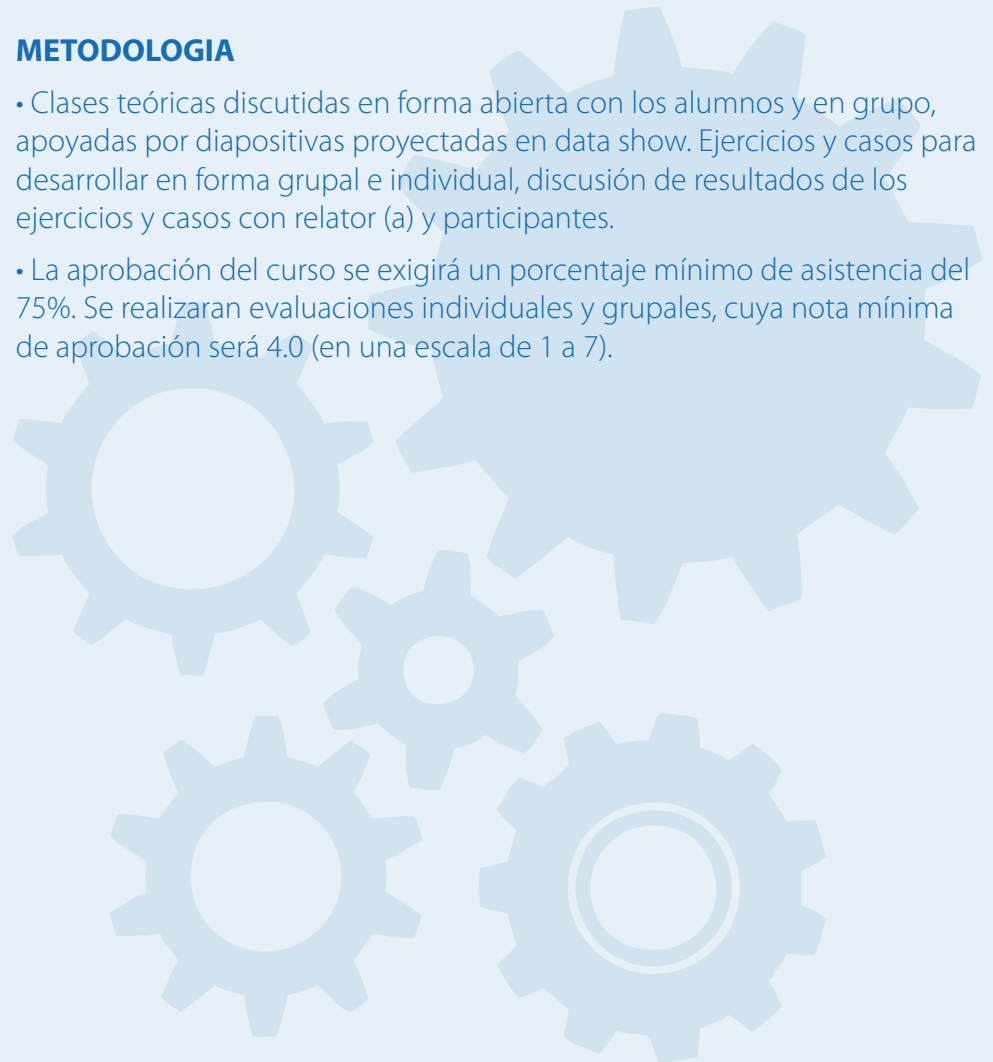 METODOLOGIA
• Clases teóricas discutidas en forma abierta con los alumnos y en grupo,
apoyadas por diapositivas proyectadas en data show. Ejercicios y casos para
desarrollar en forma grupal e individual, discusión de resultados de los
ejercicios y casos con relator (a) y participantes.
• La aprobación del curso se exigirá un porcentaje mínimo de asistencia del
75%. Se realizaran evaluaciones individuales y grupales, cuya nota mínima
de aprobación será 4.0 (en una escala de 1 a 7).